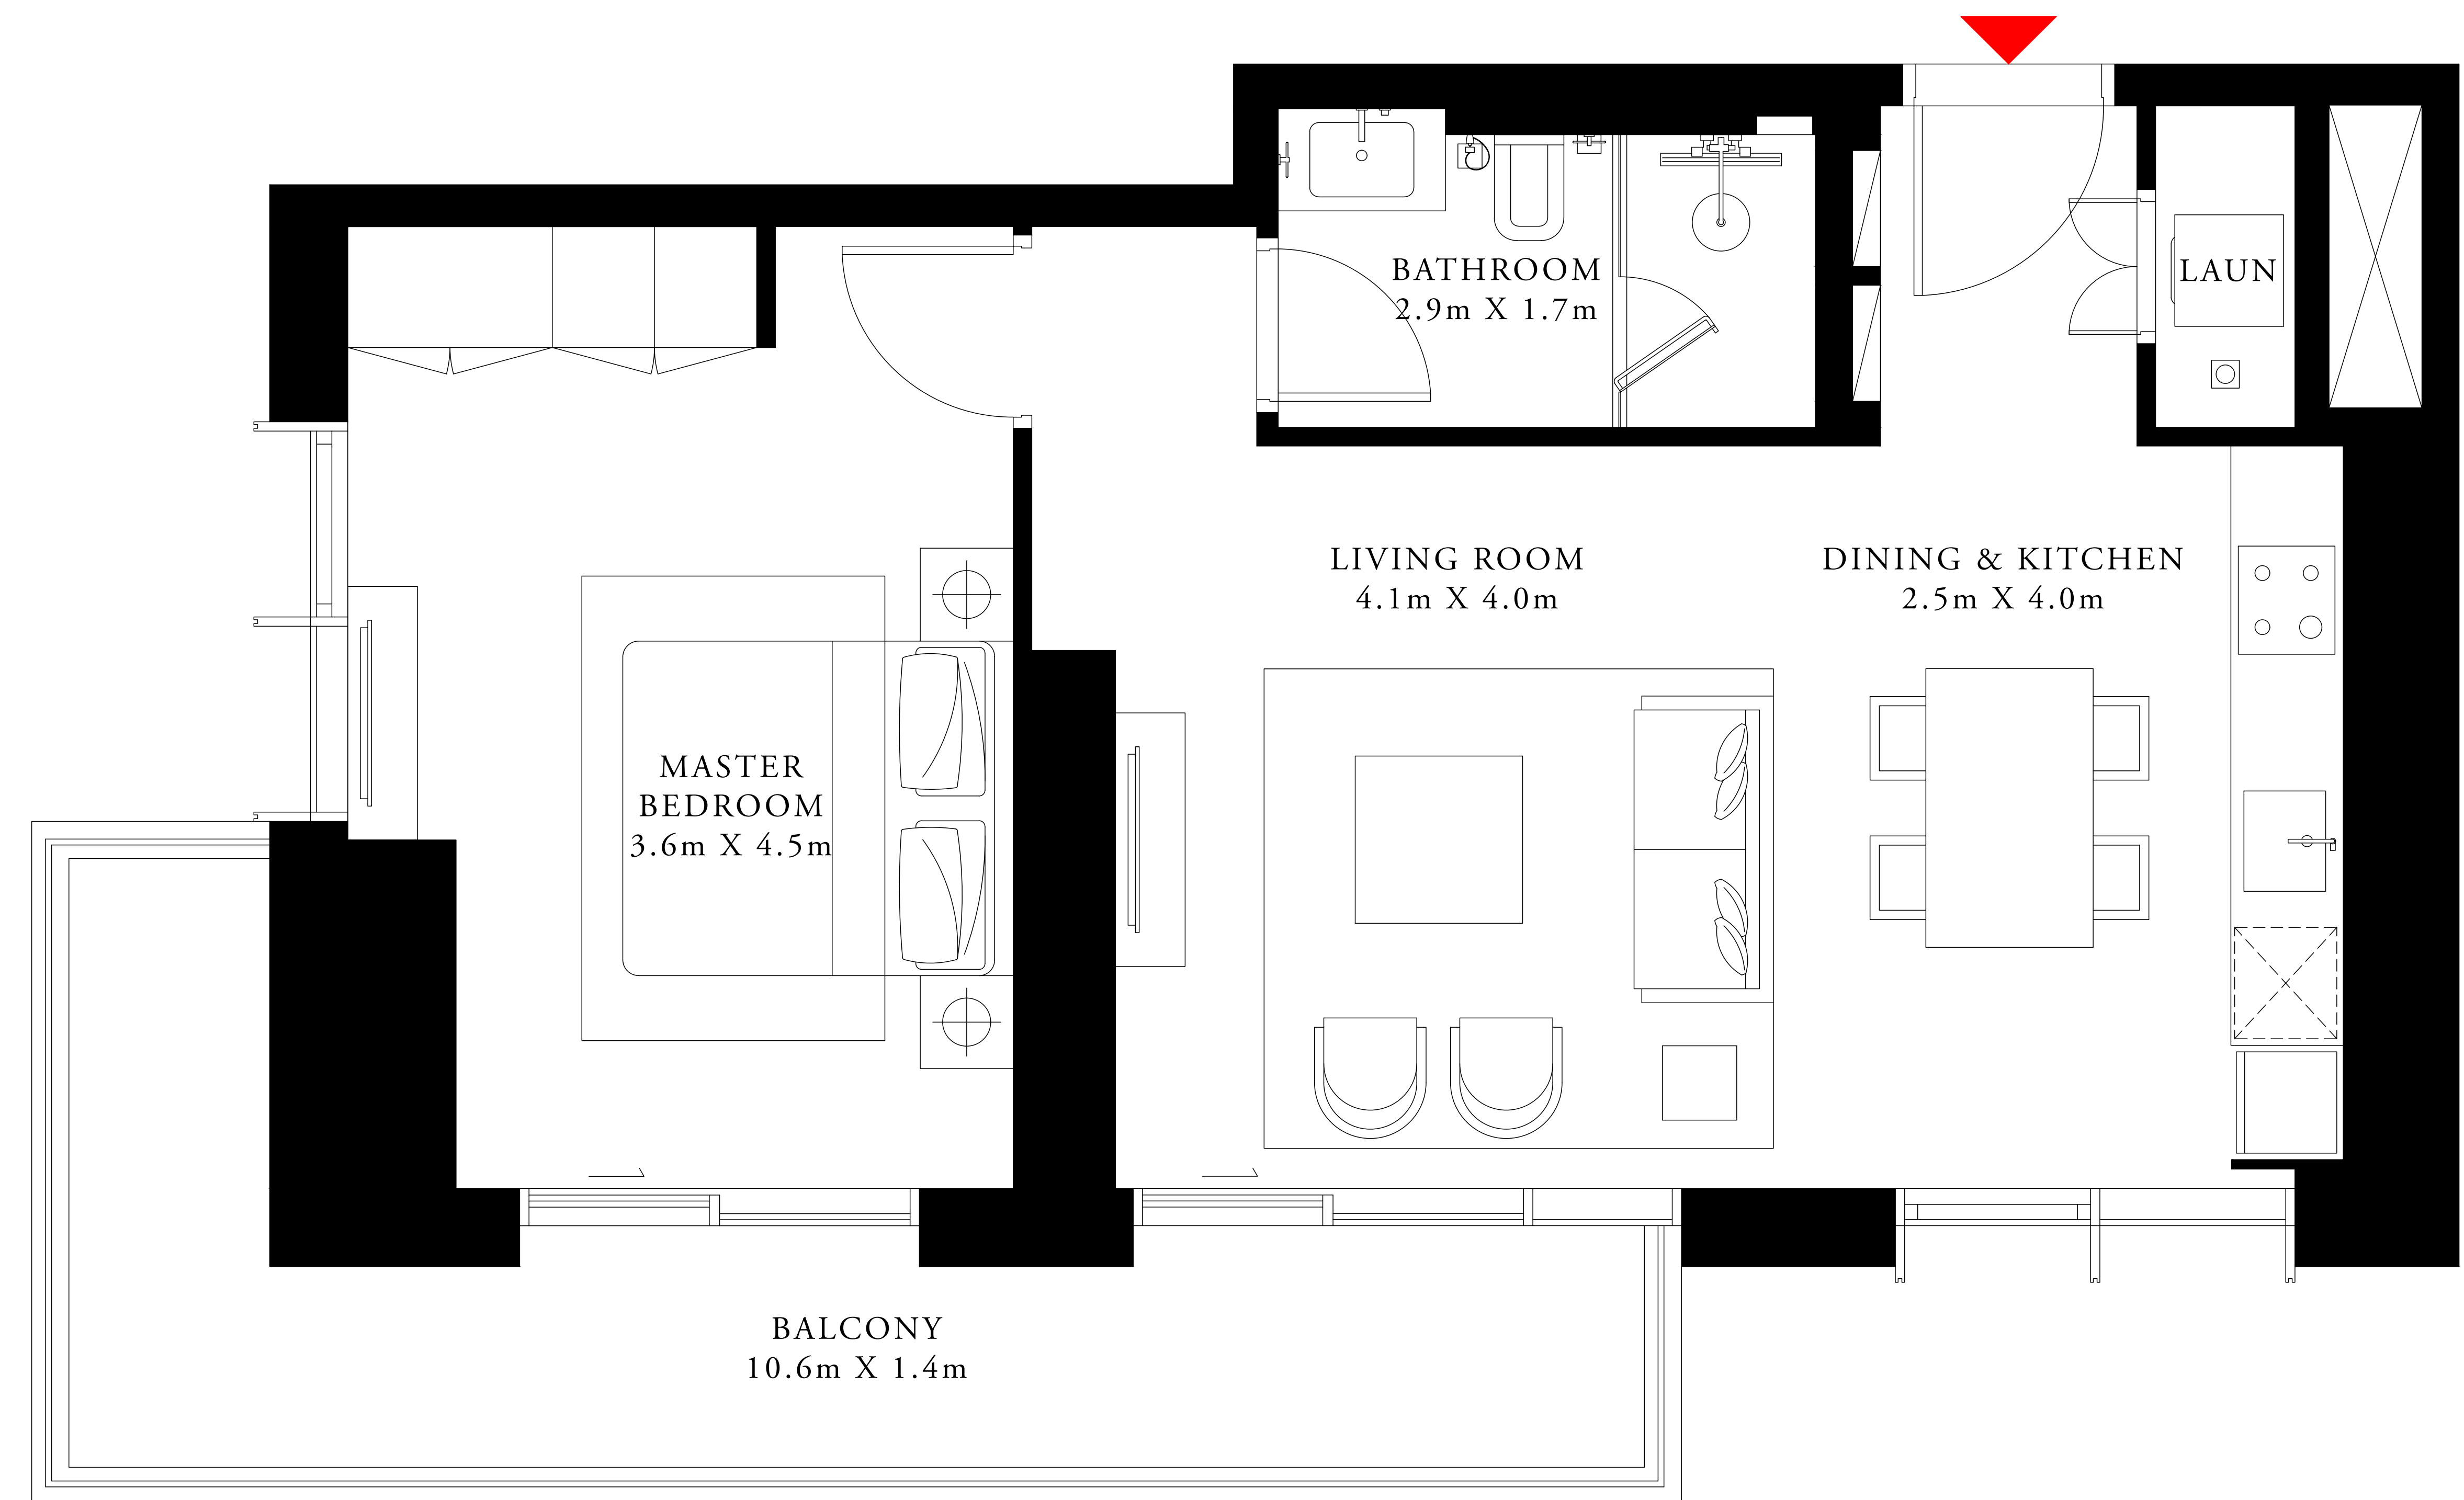 BATHROOM
2.9m X 1.7m
LAUN
LIVING ROOM
4.1m X 4.0m
DINING & KITCHEN
2.5m X 4.0m
MASTER
BEDROOM
3.6m X 4.5m
BALCONY
10.6m X 1.4m